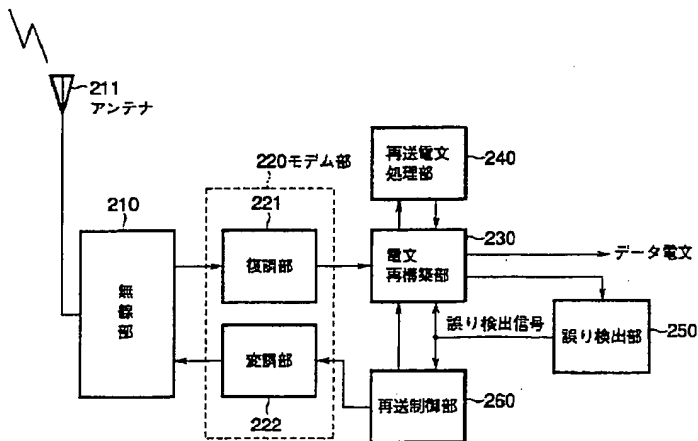 211
アンテナ
220モデム部
再送電文
処理部
240
210
221
230
無線部
復調部
電文
再構築部
データ電文
誤り検出信号
誤り検出部
250
変調部
222
再送制御部
260